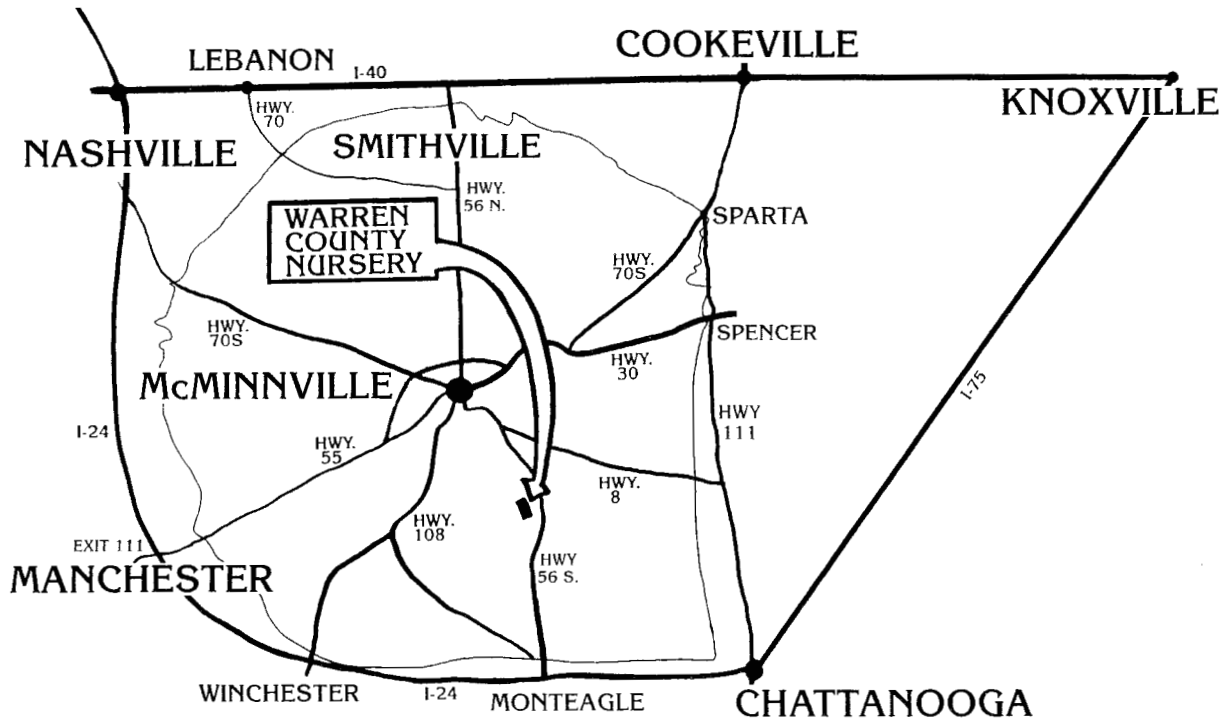 COOKEVILLE
LEBANON
I-40
KNOXVILLE
HWY.
70
NASHVILLE
SMITHVILLE
HWY.
56 N.
WARREN
COUNTY
NURSERY
SPARTA
HWY.
70S
HWY.
70S
SPENCER
HWY.
30
McMINNVILLE
I-75
HWY
111
I-24
HWY.
55
HWY.
8
HWY.
108
EXIT 111
MANCHESTER
HWY
56 S.
WINCHESTER
I-24
MONTEAGLE
CHATTANOOGA